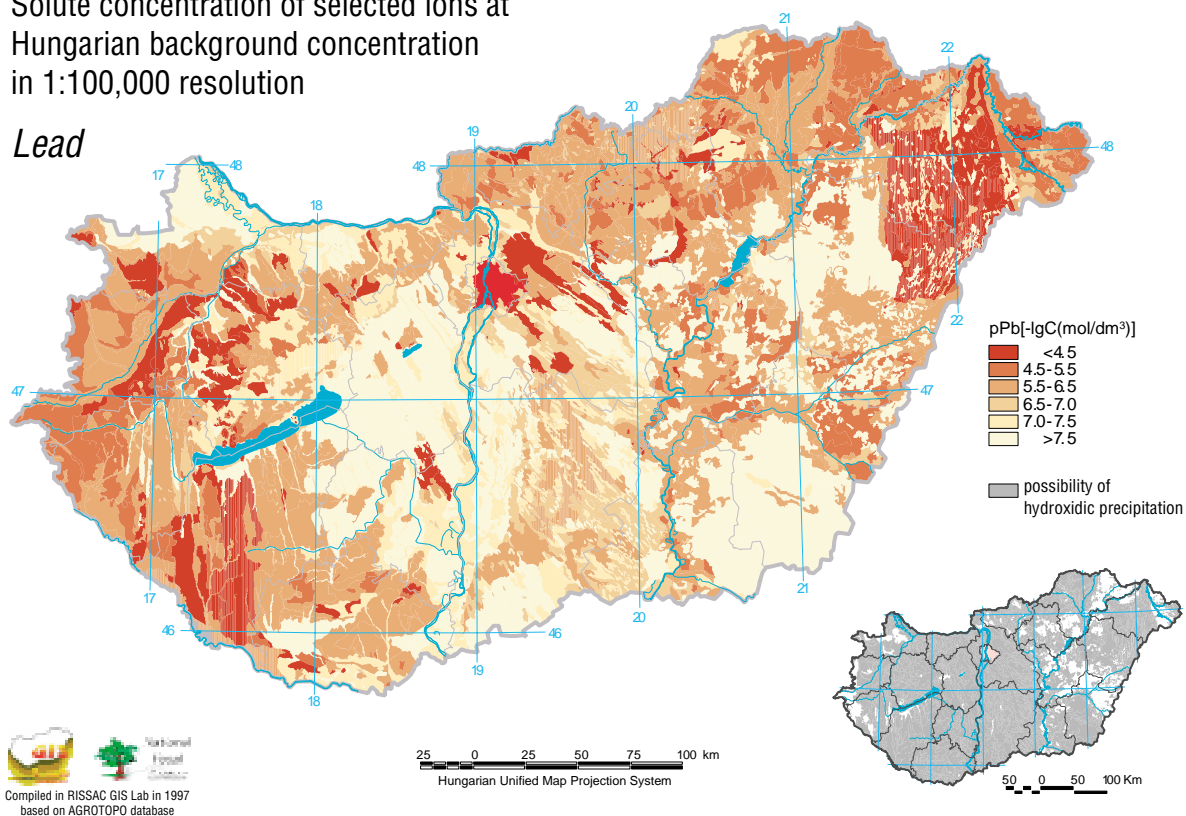 Solute concentration of selected ions at
Hungarian background concentration
in 1:100,000 resolution
Lead
21
22
20
19
48
48
17
48
18
22
pPb[-lgC(mol/dm³)]
<4.5
4.5-5.5
5.5-6.5
6.5-7.0
7.0-7.5
>7.5
47
47
possibility of
hydroxidic precipitation
17
21
20
46
46
19
18
GIS
National
25 0 25 50 75 100 km
Hungarian Unified Map Projection System
50 0 50 100 Km
Compiled in RISSAC GIS Lab in 1997
based on AGROTOPO database